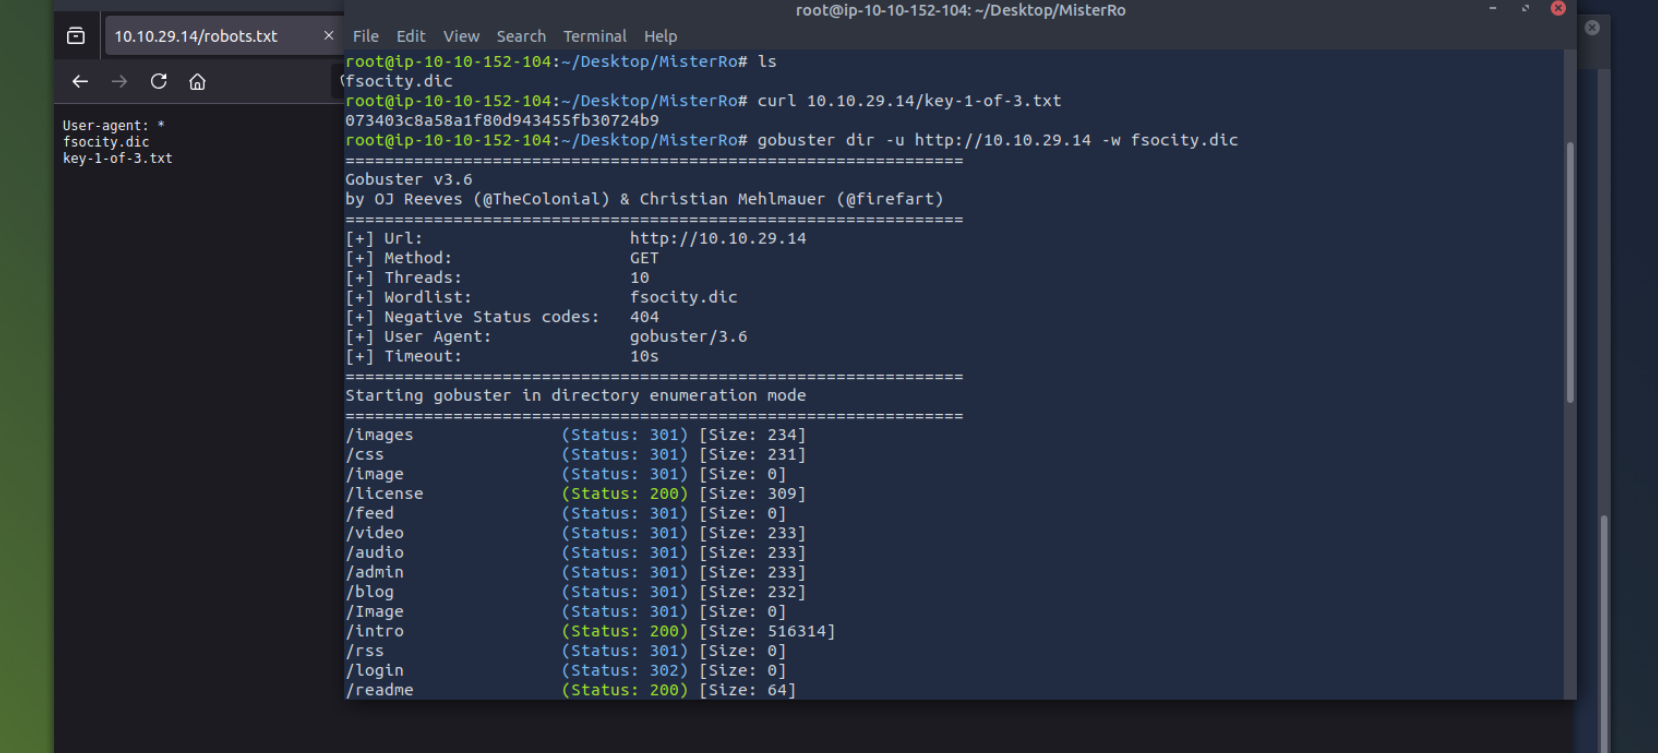 root@ip-10-10-152-104: ~/Desktop/MisterRo
10.10.29.14/robots.txt
File Edit View Search Terminal Help
User-agent: *
fsocity.dic
key-1-of-3.txt
root@ip-10-10-152-104:~/Desktop/MisterRo# ls
fsocity.dic
root@ip-10-10-152-104:~/Desktop/MisterRo# curl 10.10.29.14/key-1-of-3.txt
073403c8a58a1f80d943455fb30724b9
root@ip-10-10-152-104:~/Desktop/MisterRo# gobuster dir -u http://10.10.29.14 -w fsocity.dic
===============================================================
Gobuster v3.6
by OJ Reeves (@TheColonial) & Christian Mehlmauer (@firefart)
===============================================================
[+] Url:                     http://10.10.29.14
[+] Method:                  GET
[+] Threads:                 10
[+] Wordlist:                fsocity.dic
[+] Negative Status codes:   404
[+] User Agent:              gobuster/3.6
[+] Timeout:                 10s
===============================================================
Starting gobuster in directory enumeration mode
===============================================================
/images               (Status: 301) [Size: 234]
/css                  (Status: 301) [Size: 231]
/image                (Status: 301) [Size: 0]
/license              (Status: 200) [Size: 309]
/feed                 (Status: 301) [Size: 0]
/video                (Status: 301) [Size: 233]
/audio                (Status: 301) [Size: 233]
/admin                (Status: 301) [Size: 233]
/blog                 (Status: 301) [Size: 232]
/Image                (Status: 301) [Size: 0]
/intro                (Status: 200) [Size: 516314]
/rss                  (Status: 301) [Size: 0]
/login                (Status: 302) [Size: 0]
/readme               (Status: 200) [Size: 64]